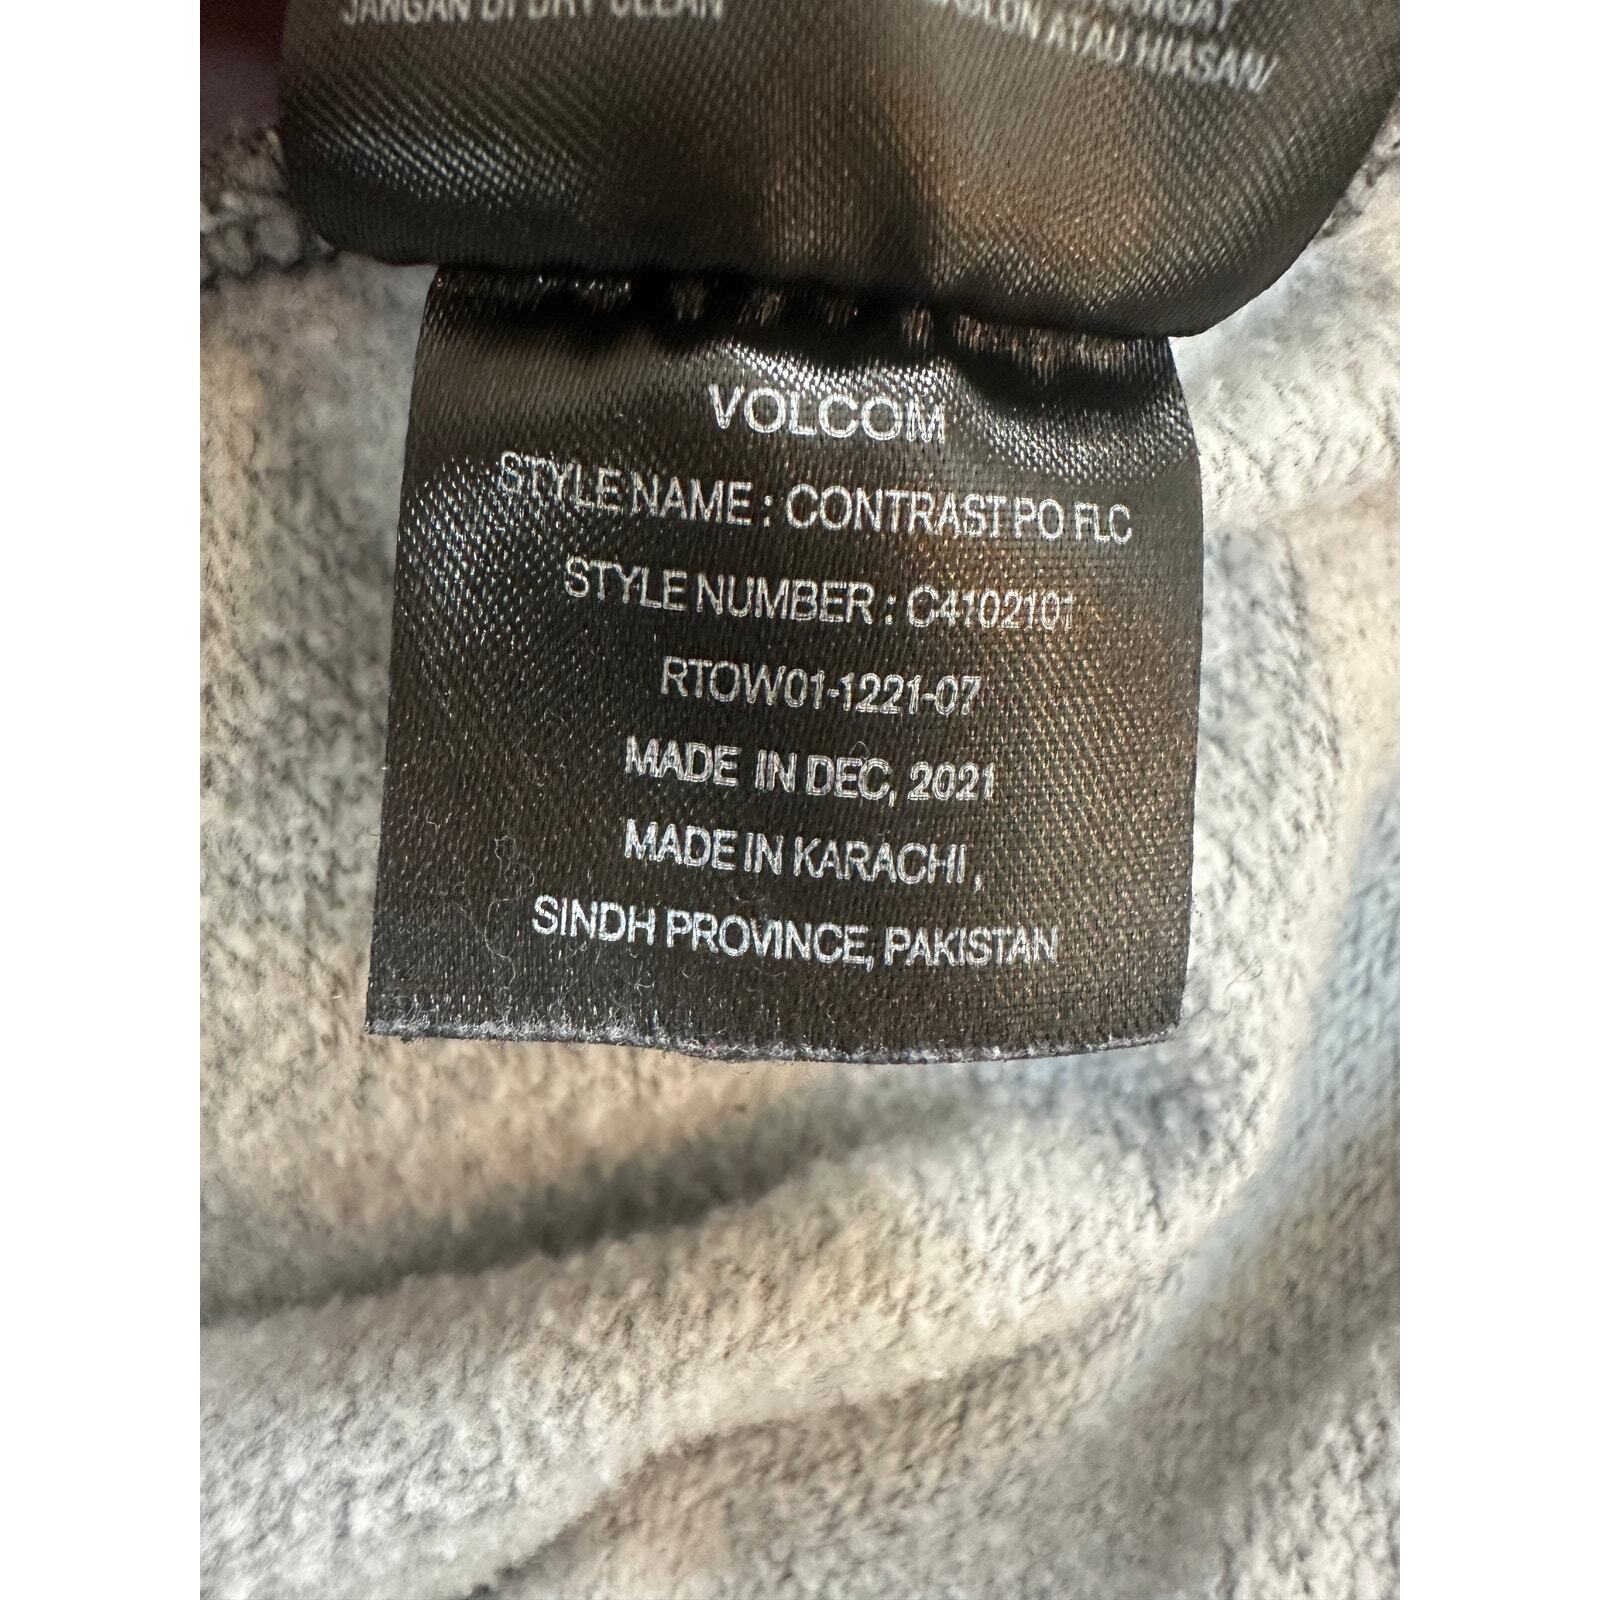 JANGAN DI DRY CLEAN
ATAU HIASAN/
VOLCOM
STYLE NAME : CONTRAST PO FLC
STYLE NUMBER : C4102101
RTOW01-1221-07
MADE IN DEC, 2021
MADE IN KARACHI ,
SINDH PROVINCE, PAKISTAN